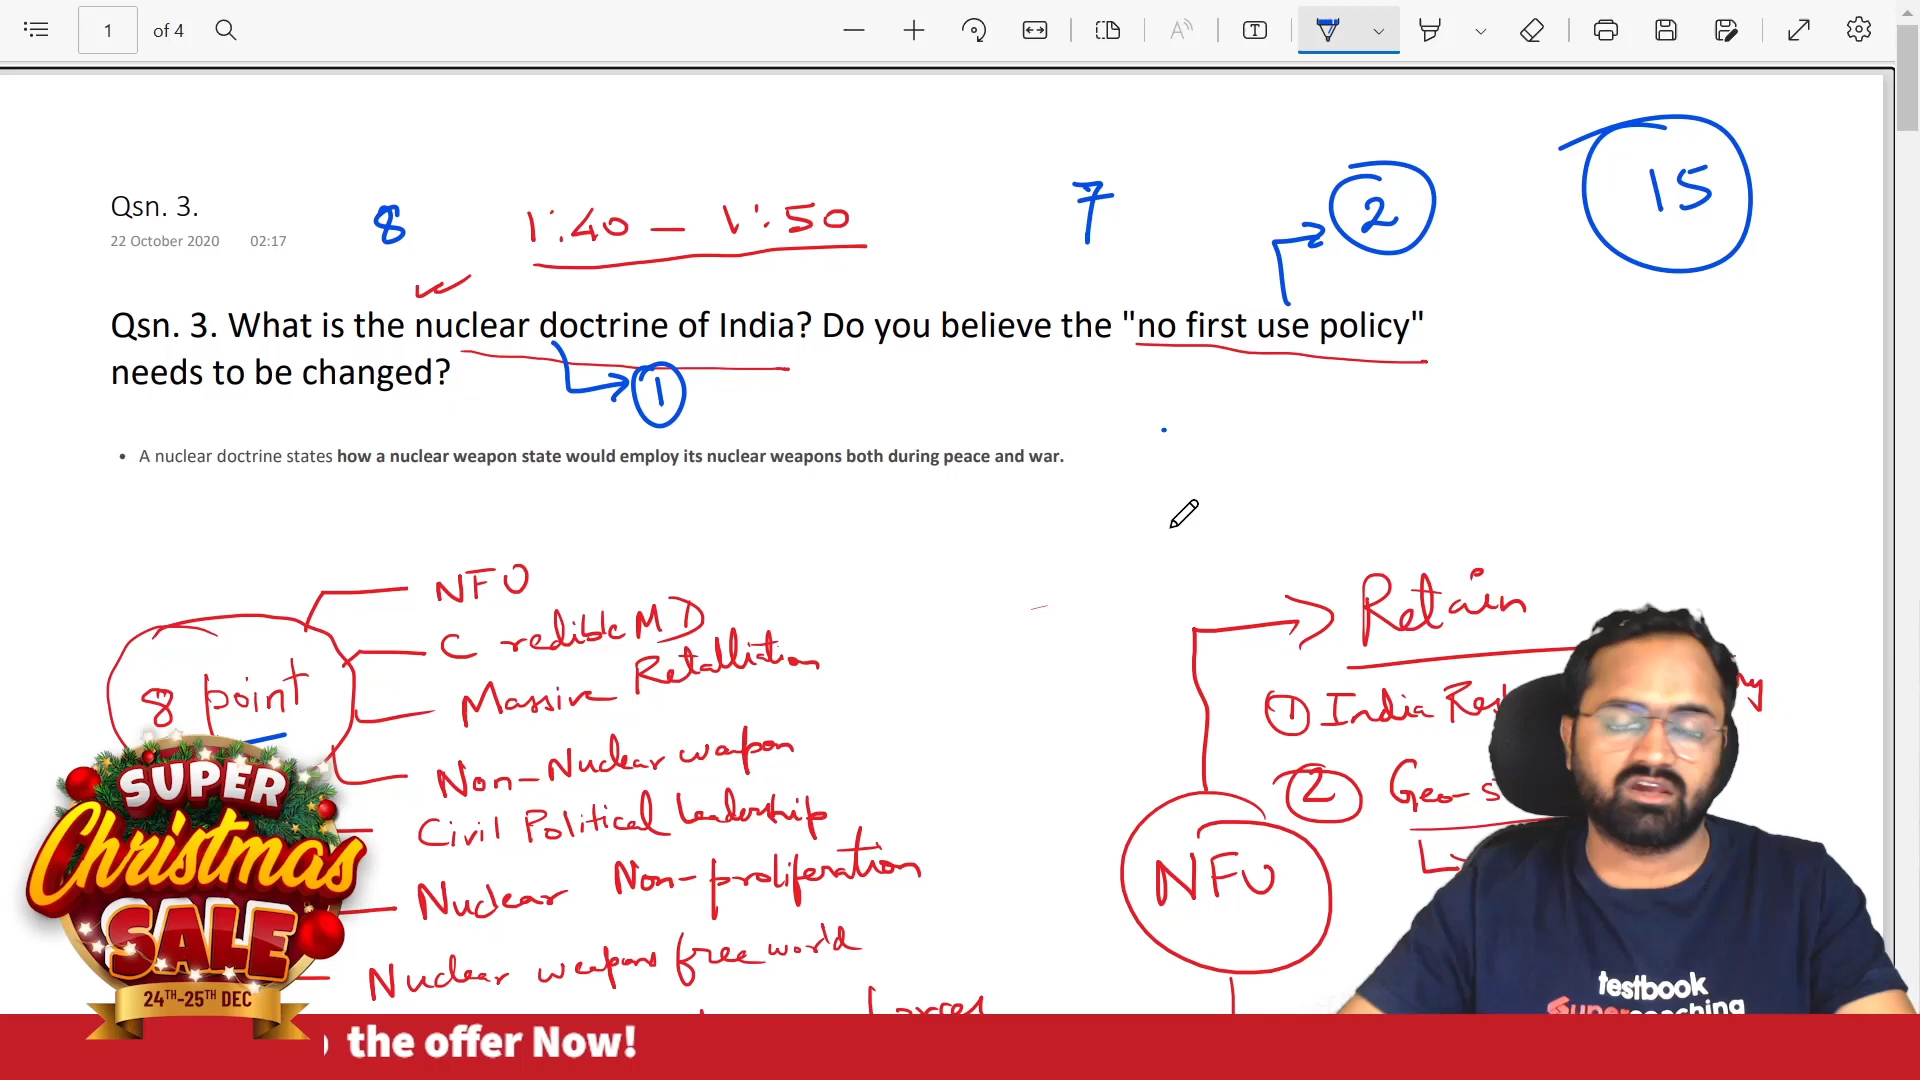 1 of 4
15
2
7
8 1:40 – 1:50
Qsn. 3.
22 October 2020 02:17
Qsn. 3. What is the nuclear doctrine of India? Do you believe the "no first use policy"
needs to be changed?
1
• A nuclear doctrine states how a nuclear weapon state would employ its nuclear weapons both during peace and war.
8 point
NFU
Credible MD
Massive Retalliation
Non-Nuclear weapon
Civil Political leadership
Nuclear Non-proliferation
Nuclear weapons free world
NFU
Retain
① India
② Geo-s
SUPER
Christmas
SALE
24TH-25TH DEC
testbook
the offer Now!